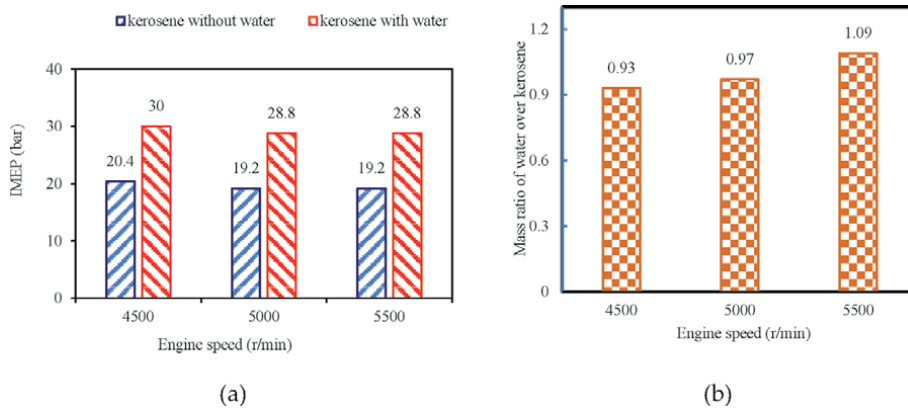 kerosene without water kerosene with water
IMEP (bar)
40
30
20
10
0
20.4
30
19.2
28.8
19.2
28.8
4500 5000 5500
Engine speed (r/min)
(a)
Mass ratio of water over kerosene
1.2
0.9
0.6
0.3
0
0.93
0.97
1.09
4500 5000 5500
Engine speed (r/min)
(b)